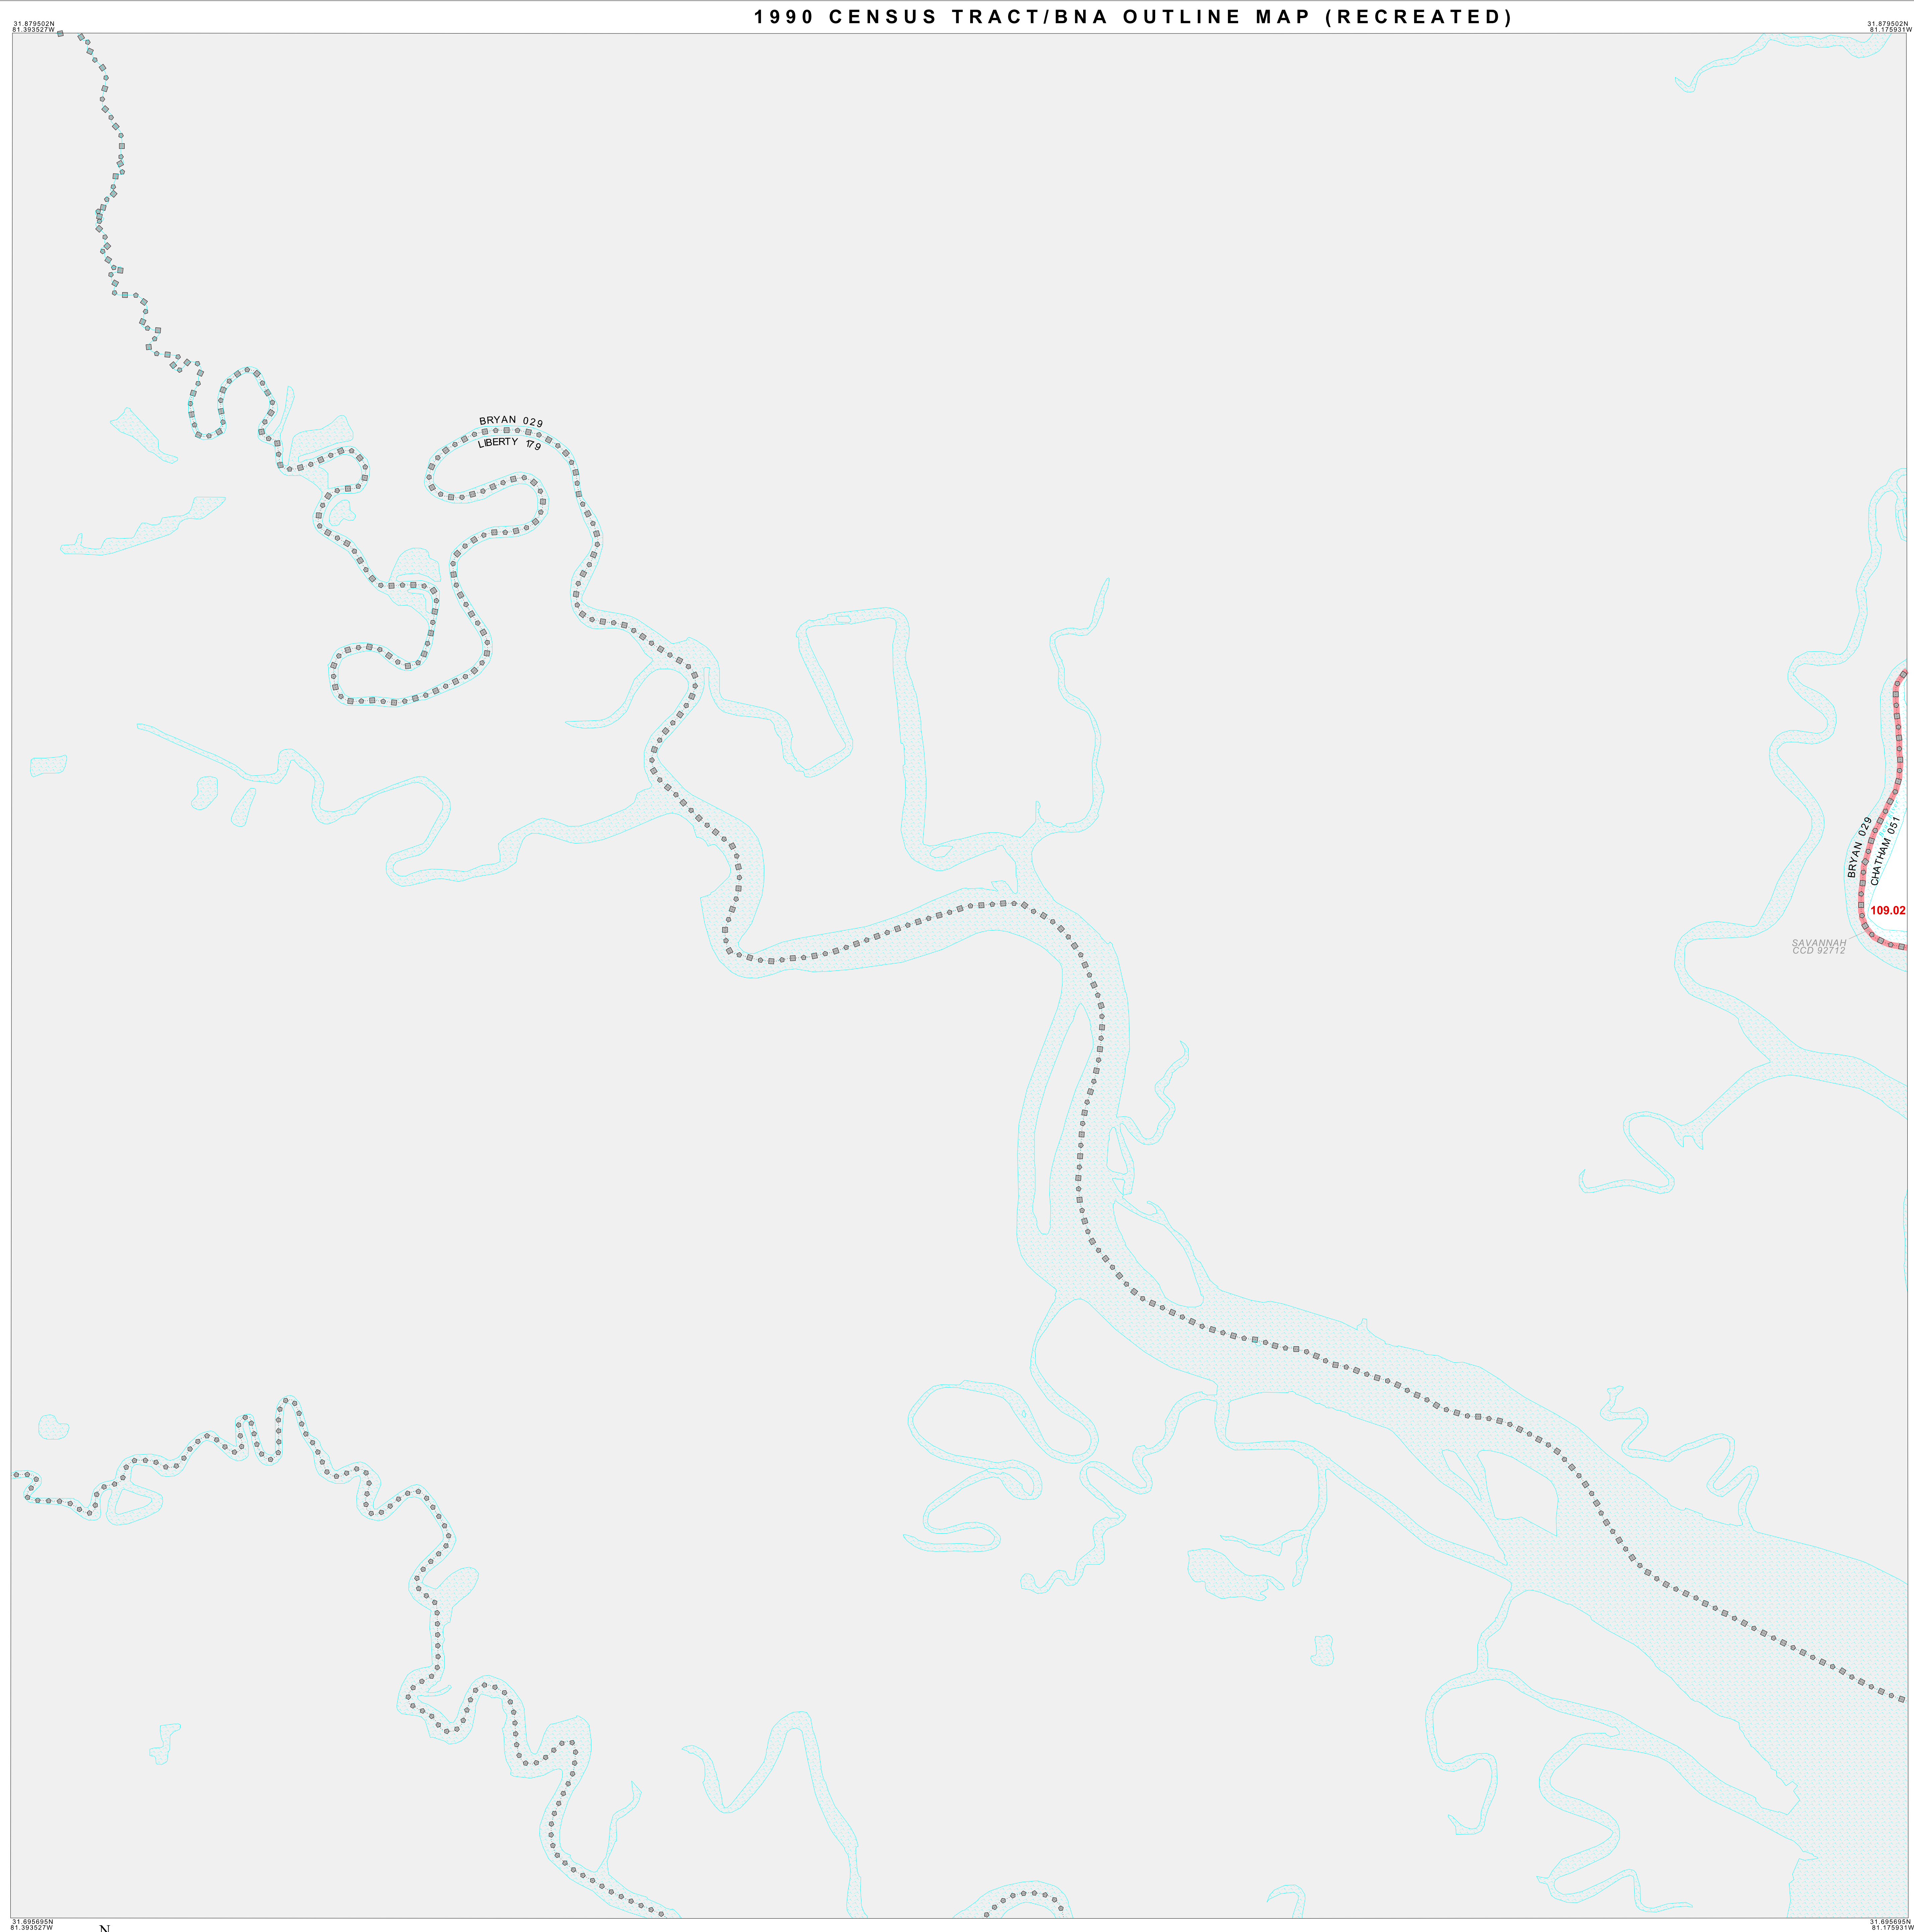 1990 CENSUS TRACT/BNA OUTLINE MAP (RECREATED)
31.879502N
81.393527W
31.879502N
81.175931W
BRYAN 029
LIBERTY 179
BRYAN 029
CHATHAM 051
109.02
SAVANNAH
CCD 92712
31.695695N
81.393527W
N
31.695695N
81.175931W